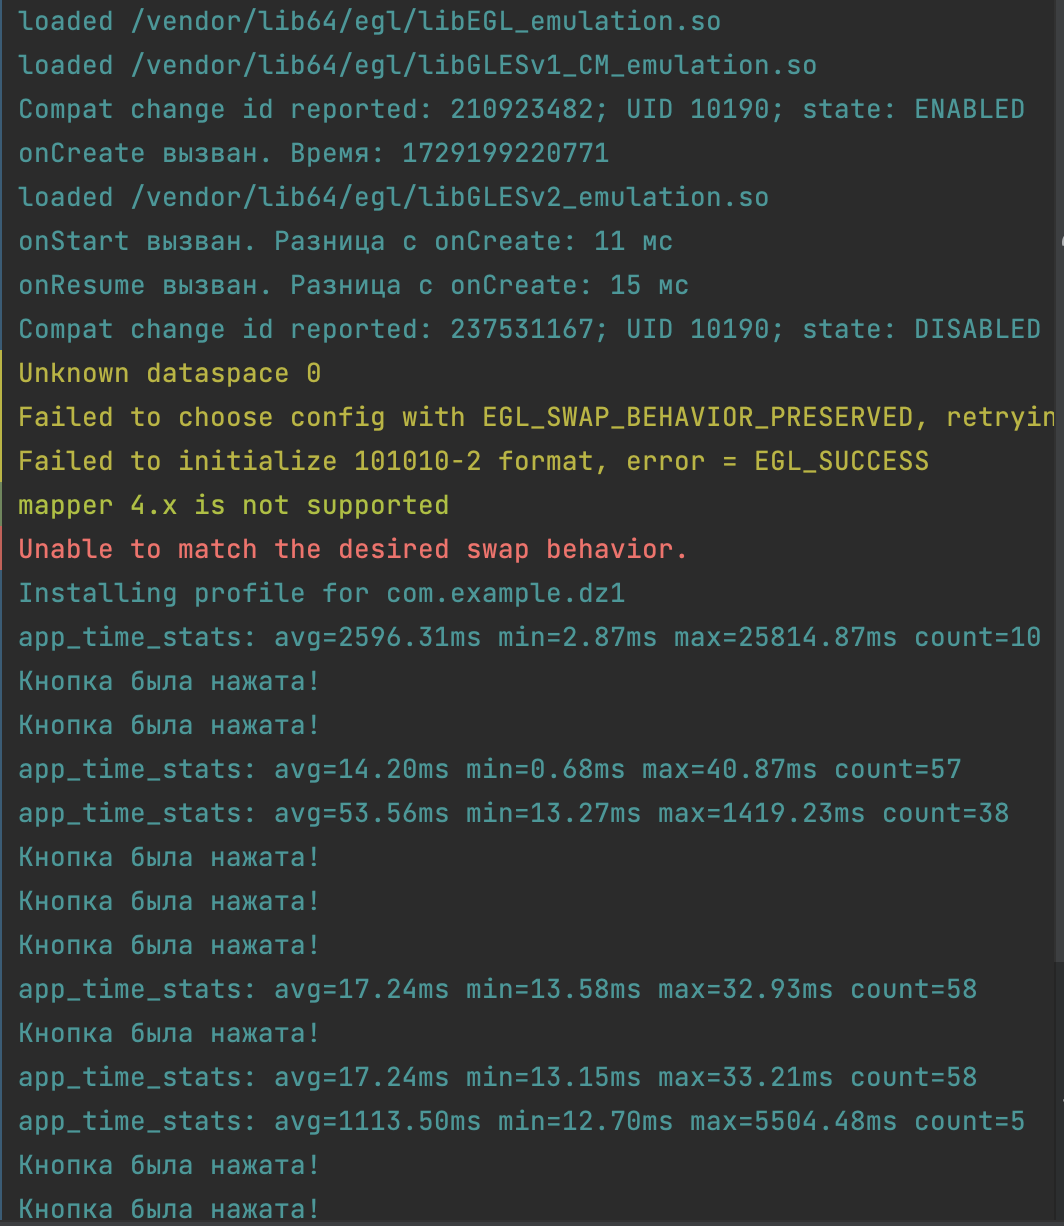 loaded /vendor/lib64/egl/libEGL_emulation.so
loaded /vendor/lib64/egl/libGLESv1_CM_emulation.so
Compat change id reported: 210923482; UID 10190; state: ENABLED
onCreate вызван. Время: 1729199220771
loaded /vendor/lib64/egl/libGLESv2_emulation.so
onStart вызван. Разница с onCreate: 11 мс
onResume вызван. Разница с onCreate: 15 мс
Compat change id reported: 237531167; UID 10190; state: DISABLED
Unknown dataspace 0
Failed to choose config with EGL_SWAP_BEHAVIOR_PRESERVED, retryin
Failed to initialize 101010-2 format, error = EGL_SUCCESS
mapper 4.x is not supported
Unable to match the desired swap behavior.
Installing profile for com.example.dz1
app_time_stats: avg=2596.31ms min=2.87ms max=25814.87ms count=10
Кнопка была нажата!
Кнопка была нажата!
app_time_stats: avg=14.20ms min=0.68ms max=40.87ms count=57
app_time_stats: avg=53.56ms min=13.27ms max=1419.23ms count=38
Кнопка была нажата!
Кнопка была нажата!
Кнопка была нажата!
app_time_stats: avg=17.24ms min=13.58ms max=32.93ms count=58
Кнопка была нажата!
app_time_stats: avg=17.24ms min=13.15ms max=33.21ms count=58
app_time_stats: avg=1113.50ms min=12.70ms max=5504.48ms count=5
Кнопка была нажата!
Кнопка была нажата!